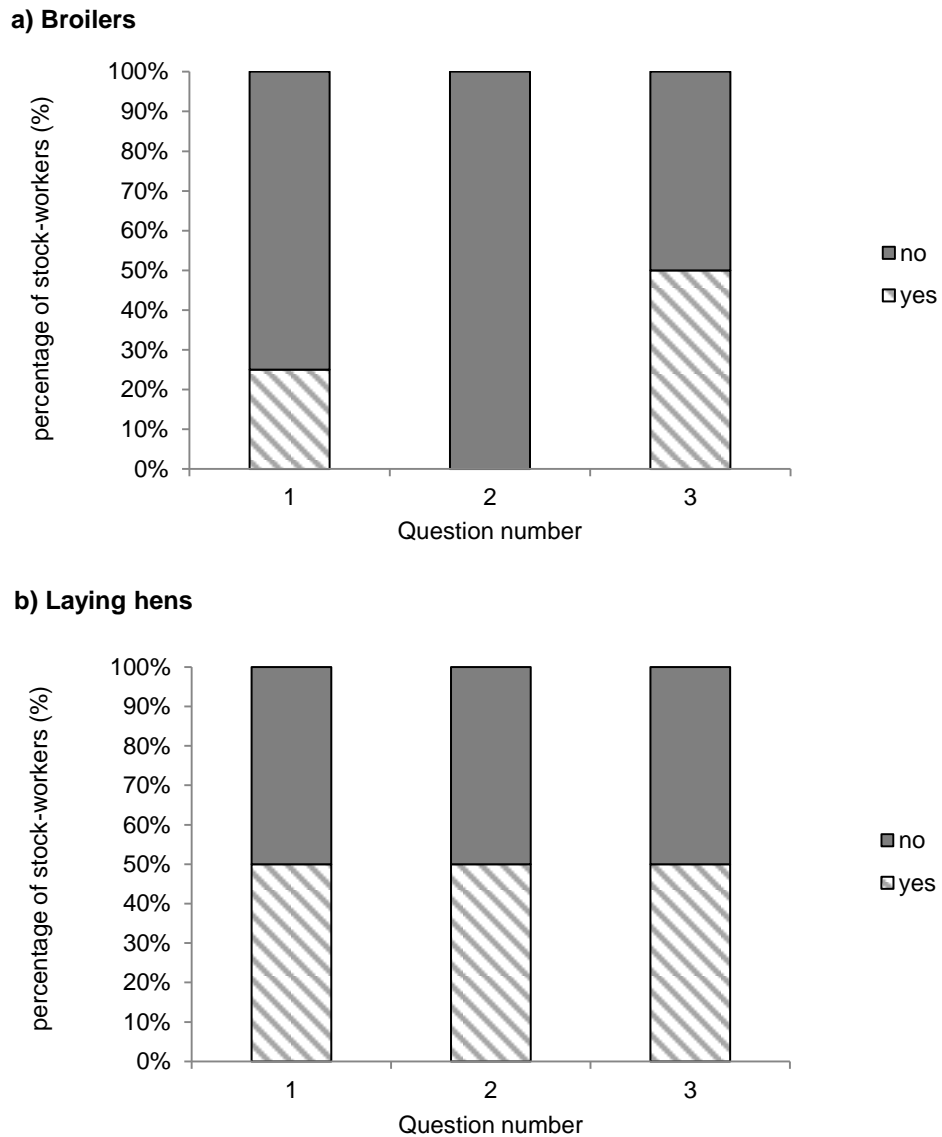 a) Broilers
percentage of stock-workers (%)
100%
90%
80%
70%
60%
50%
40%
30%
20%
10%
0%
1 2 3
Question number
no
yes
b) Laying hens
percentage of stock-workers (%)
100%
90%
80%
70%
60%
50%
40%
30%
20%
10%
0%
1 2 3
Question number
no
yes